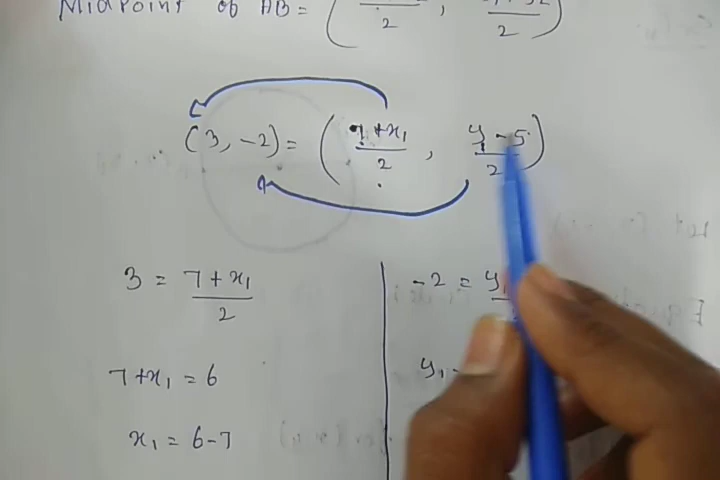 Midpoint of AB = ( 2 , 2 )
(3, -2) = ( 7+x₁ / 2 , y₁-5 / 2 )
3 = 7+x₁ / 2
-2 = y₁
7+x₁ = 6
y₁-
x₁ = 6-7